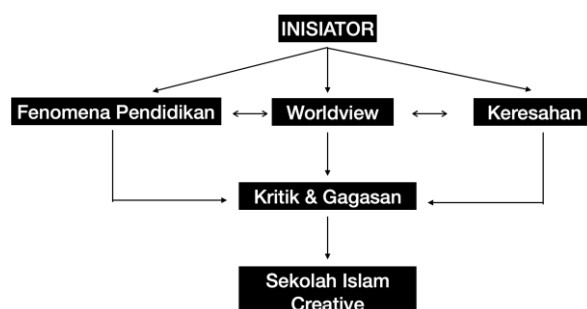 INISIATOR
Fenomena Pendidikan
Worldview
Keresahan
Kritik & Gagasan
Sekolah Islam
Creative